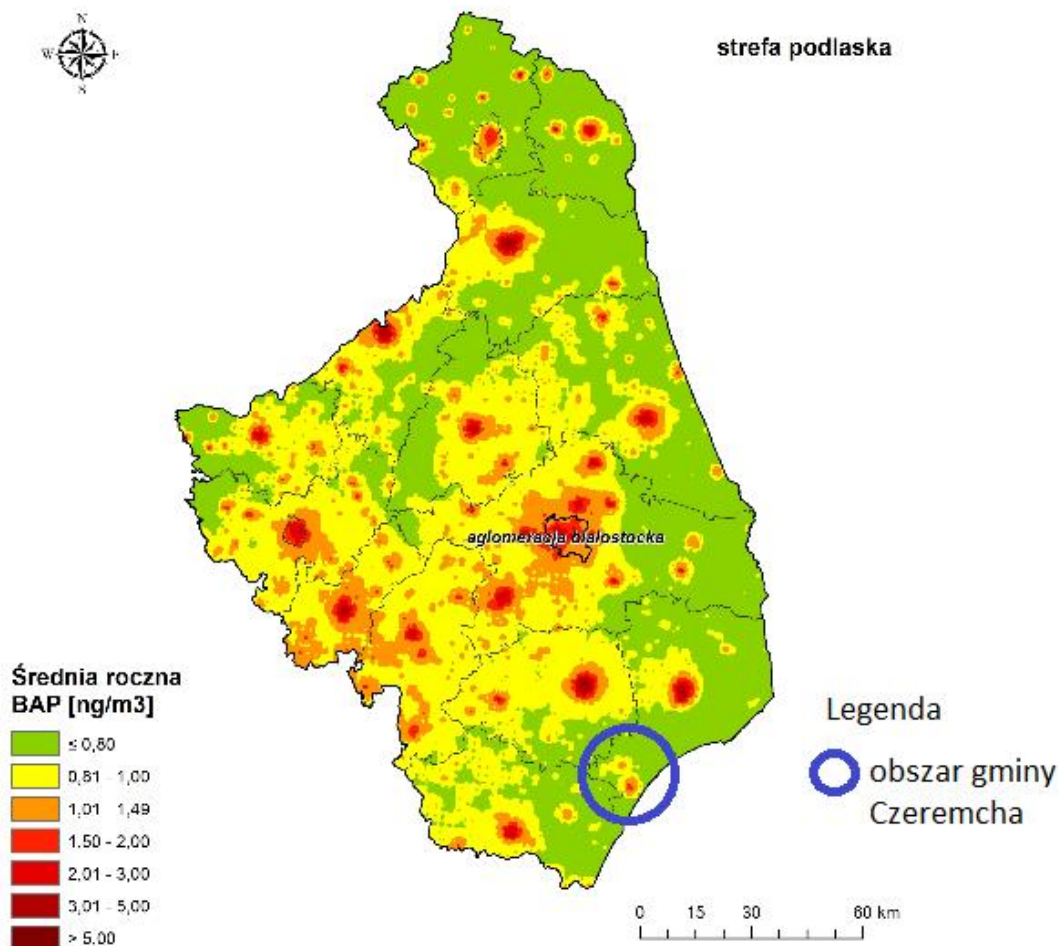 N
W E
S
strefa podlaska
aglomeracja białostocka
Średnia roczna
BAP [ng/m3]
≤ 0,80
0,81 - 1,00
1,01 - 1,49
1.50 - 2,00
2,01 - 3,00
3,01 - 5,00
> 5,00
Legenda
obszar gminy
Czeremcha
0 15 30 60 km